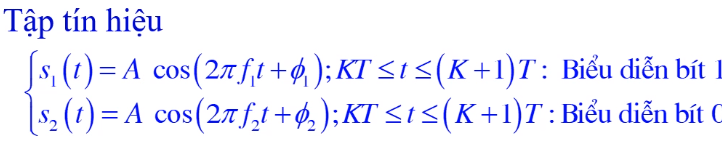 Tập tín hiệu
s₁(t) = A cos(2πf₁t + ϕ₁); KT ≤ t ≤ (K + 1)T : Biểu diễn bít 1
s₂(t) = A cos(2πf₂t + ϕ₂); KT ≤ t ≤ (K + 1)T : Biểu diễn bít 0